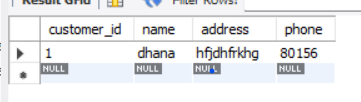 Result Grid Filter Rows:
customer_id name address phone
1 dhana hfjdhfrkhg 80156
NULL NULL NULL NULL